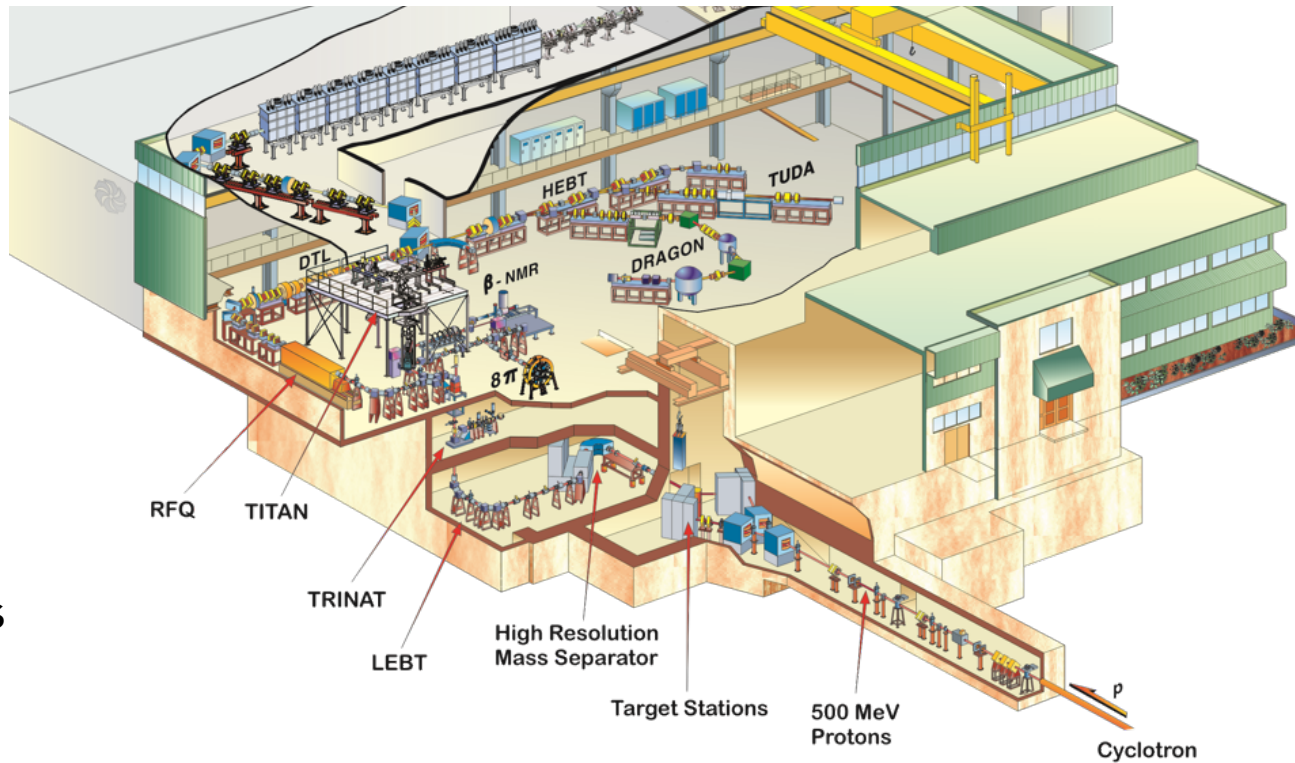 HEBT
TUDA
DTL
β-NMR
DRAGON
8π
RFQ
TITAN
TRINAT
LEBT
High Resolution
Mass Separator
Target Stations
500 MeV
Protons
p
Cyclotron
s